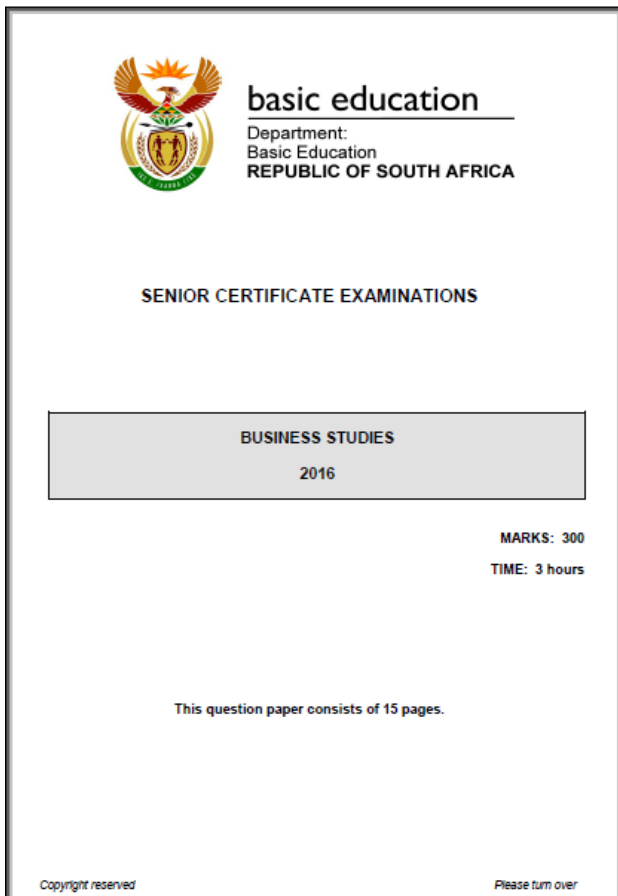 basic education
Department:
Basic Education
REPUBLIC OF SOUTH AFRICA
SENIOR CERTIFICATE EXAMINATIONS
BUSINESS STUDIES
2016
MARKS: 300
TIME: 3 hours
This question paper consists of 15 pages.
Copyright reserved
Please turn over